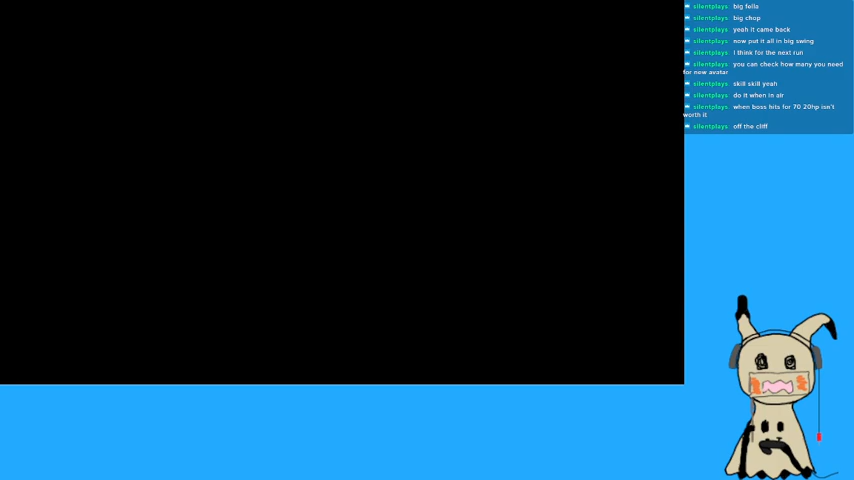 silentplays big fella
silentplays big chop
silentplays yeah it came back
silentplays now put it all in big swing
silentplays I think for the next run
silentplays you can check how many you need
for new avatar
silentplays skill skill yeah
silentplays do it when in air
silentplays when boss hits for 70 20hp isn't
worth it
silentplays off the cliff